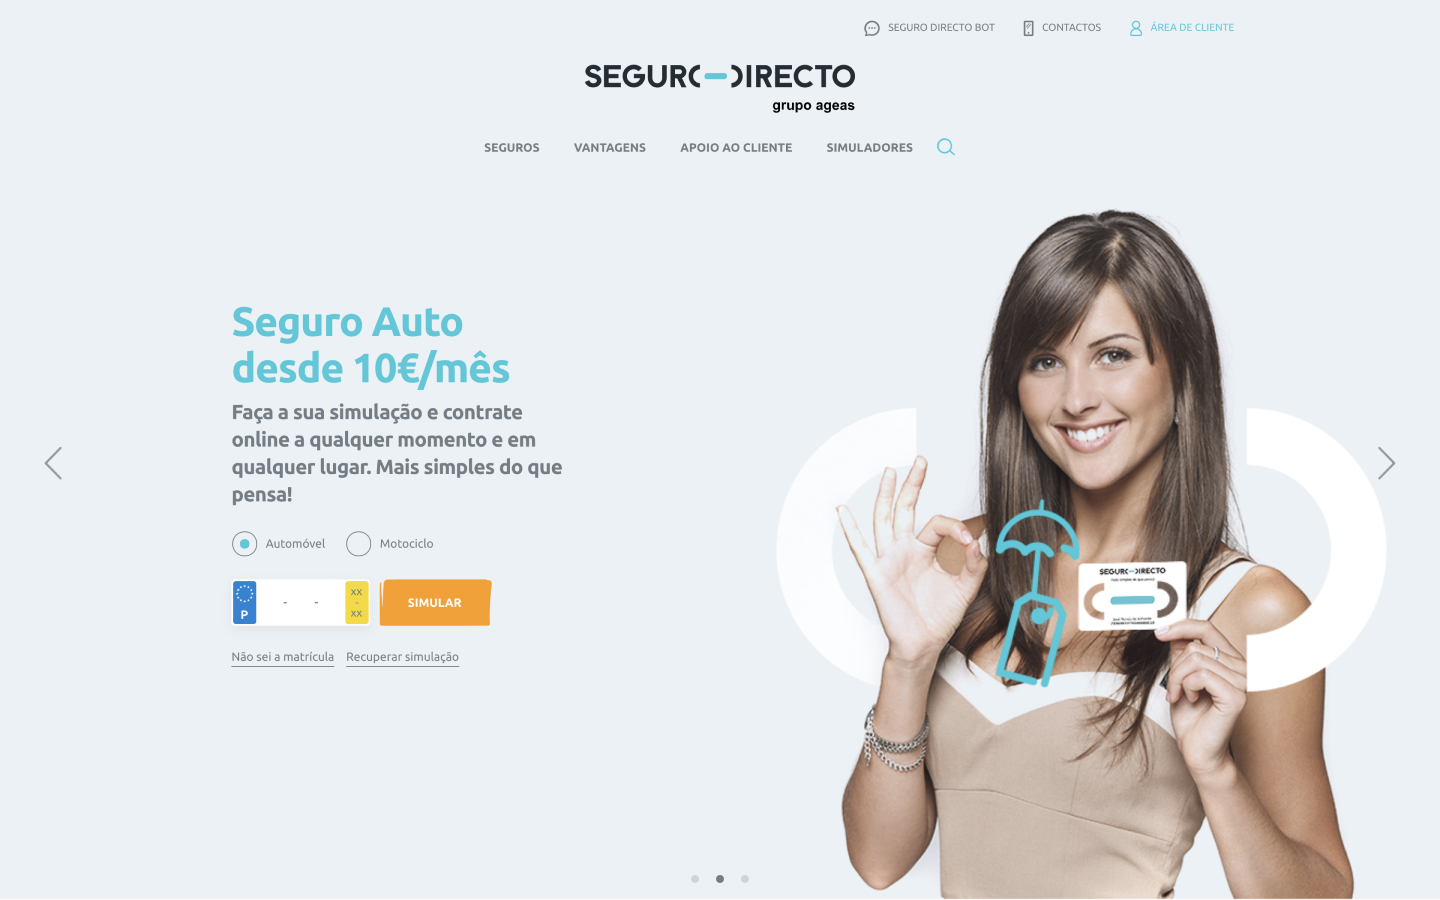 SEGURO DIRECTO BOT
CONTACTOS
ÁREA DE CLIENTE
SEGURO-DIRECTO
grupo ageas
SEGUROS
VANTAGENS
APOIO AO CLIENTE
SIMULADORES
Seguro Auto
desde 10€/mês
Faça a sua simulação e contrate
online a qualquer momento e em
qualquer lugar. Mais simples do que
pensa!
Automóvel
Motociclo
P
- -
XX
-
XX
SIMULAR
Não sei a matrícula
Recuperar simulação
SEGURO-DIRECTO